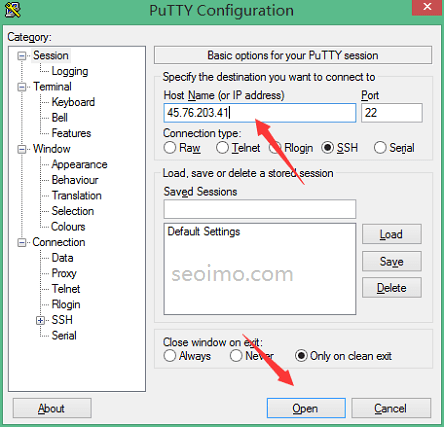 PuTTY Configuration
Category:
Session
Logging
Terminal
Keyboard
Bell
Features
Window
Appearance
Behaviour
Translation
Selection
Colours
Connection
Data
Proxy
Telnet
Rlogin
SSH
Serial
Basic options for your PuTTY session
Specify the destination you want to connect to
Host Name (or IP address) Port
45.76.203.41 22
Connection type:
Raw Telnet Rlogin SSH Serial
Load, save or delete a stored session
Saved Sessions
Default Settings
Load
Save
Delete
seoimo.com
Close window on exit:
Always Never Only on clean exit
About Open Cancel